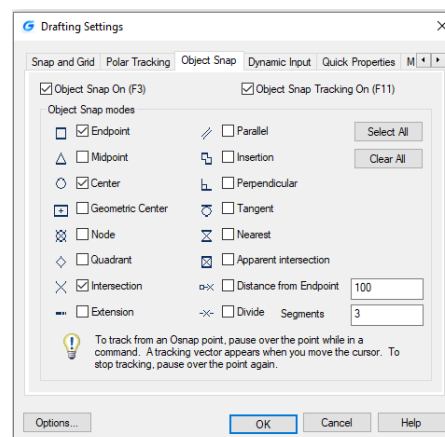 Drafting Settings
Snap and Grid Polar Tracking Object Snap Dynamic Input Quick Properties M
Object Snap On (F3) Object Snap Tracking On (F11)
Object Snap modes
Endpoint Parallel Select All
Midpoint Insertion Clear All
Center Perpendicular
Geometric Center Tangent
Node Nearest
Quadrant Apparent intersection
Intersection Distance from Endpoint 100
Extension Divide Segments 3
To track from an Osnap point, pause over the point while in a
command. A tracking vector appears when you move the cursor. To
stop tracking, pause over the point again.
Options... OK Cancel Help